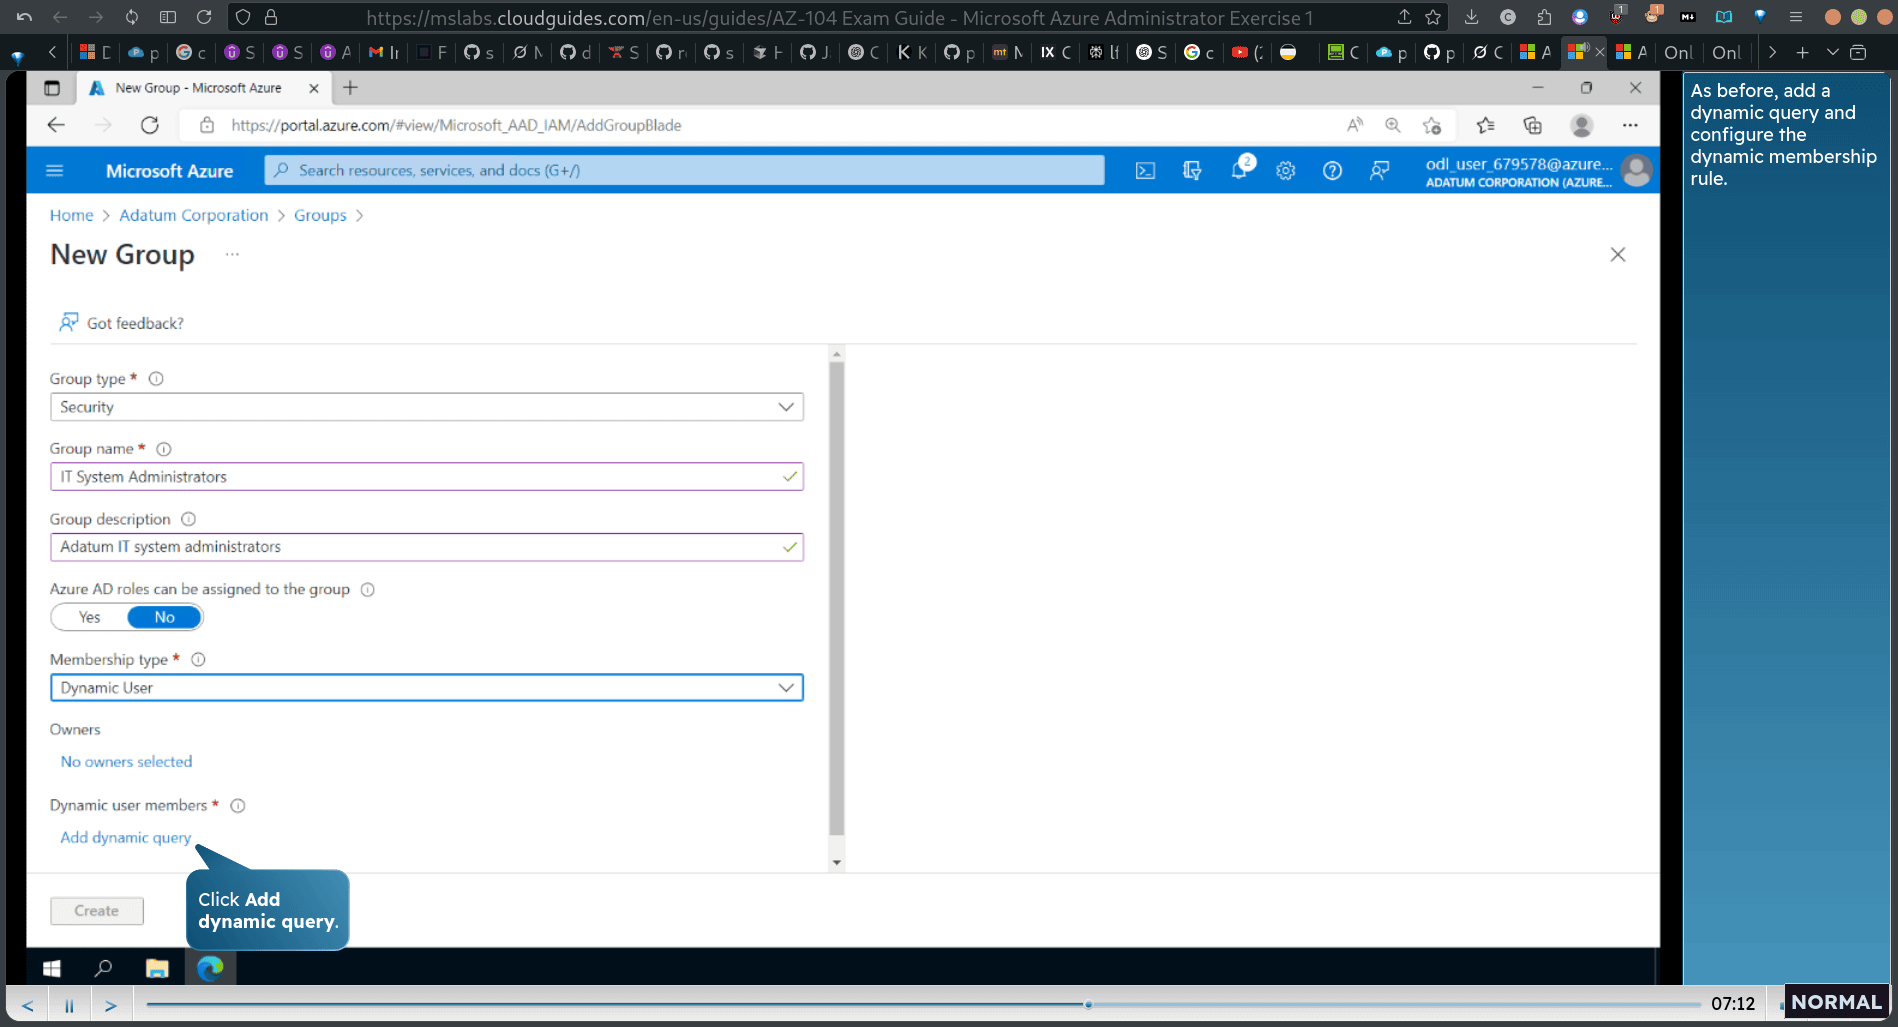 https://mslabs.cloudguides.com/en-us/guides/AZ-104 Exam Guide - Microsoft Azure Administrator Exercise 1
New Group - Microsoft Azure
https://portal.azure.com/#view/Microsoft_AAD_IAM/AddGroupBlade
Microsoft Azure
Search resources, services, and docs (G+/)
2
odl_user_679578@azure...
ADATUM CORPORATION (AZURE...
Home > Adatum Corporation > Groups >
New Group ...
Got feedback?
Group type *
Security
Group name *
IT System Administrators
Group description
Adatum IT system administrators
Azure AD roles can be assigned to the group
Yes No
Membership type *
Dynamic User
Owners
No owners selected
Dynamic user members *
Add dynamic query
Click Add
dynamic query.
Create
As before, add a
dynamic query and
configure the
dynamic membership
rule.
07:12
NORMAL